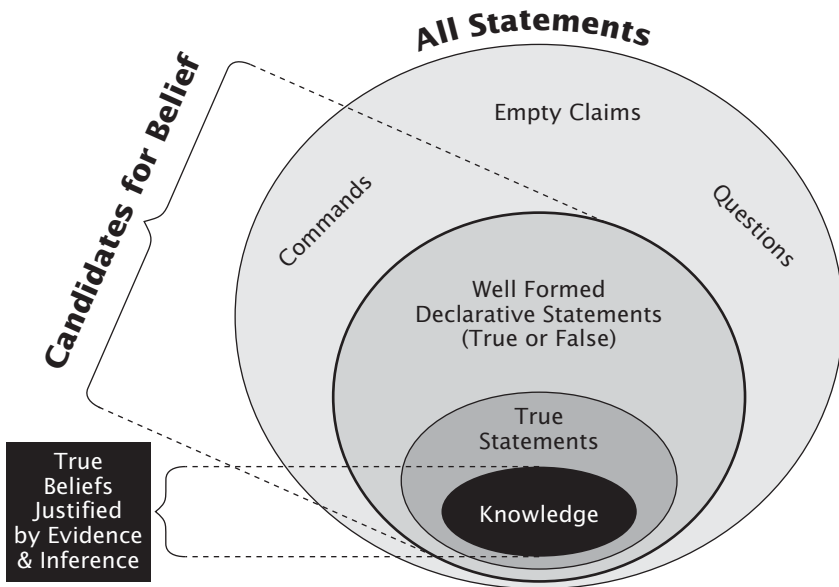 All Statements
Candidates for Belief
Empty Claims
Commands
Questions
Well Formed
Declarative Statements
(True or False)
True
Statements
Knowledge
True
Beliefs
Justified
by Evidence
& Inference